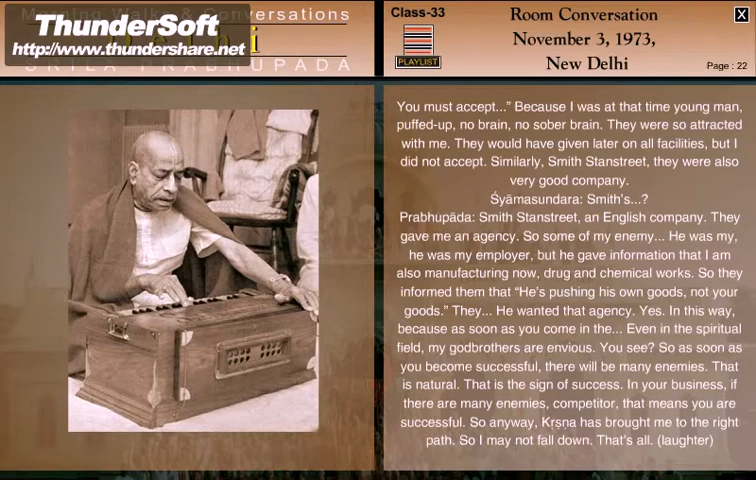 Morning Walks & Conversations
ThunderSoft
http://www.thundershare.net
SRILA PRABHUPADA
Class-33
PLAYLIST
Room Conversation
November 3, 1973,
New Delhi
X
Page : 22
You must accept...” Because I was at that time young man,
puffed-up, no brain, no sober brain. They were so attracted
with me. They would have given later on all facilities, but I
did not accept. Similarly, Smith Stanstreet, they were also
very good company.
Śyāmasundara: Smith's...?
Prabhupāda: Smith Stanstreet, an English company. They
gave me an agency. So some of my enemy... He was my,
he was my employer, but he gave information that I am
also manufacturing now, drug and chemical works. So they
informed them that “He's pushing his own goods, not your
goods.” They... He wanted that agency. Yes. In this way,
because as soon as you come in the... Even in the spiritual
field, my godbrothers are envious. You see? So as soon as
you become successful, there will be many enemies. That
is natural. That is the sign of success. In your business, if
there are many enemies, competitor, that means you are
successful. So anyway, Kṛṣṇa has brought me to the right
path. So I may not fall down. That's all. (laughter)